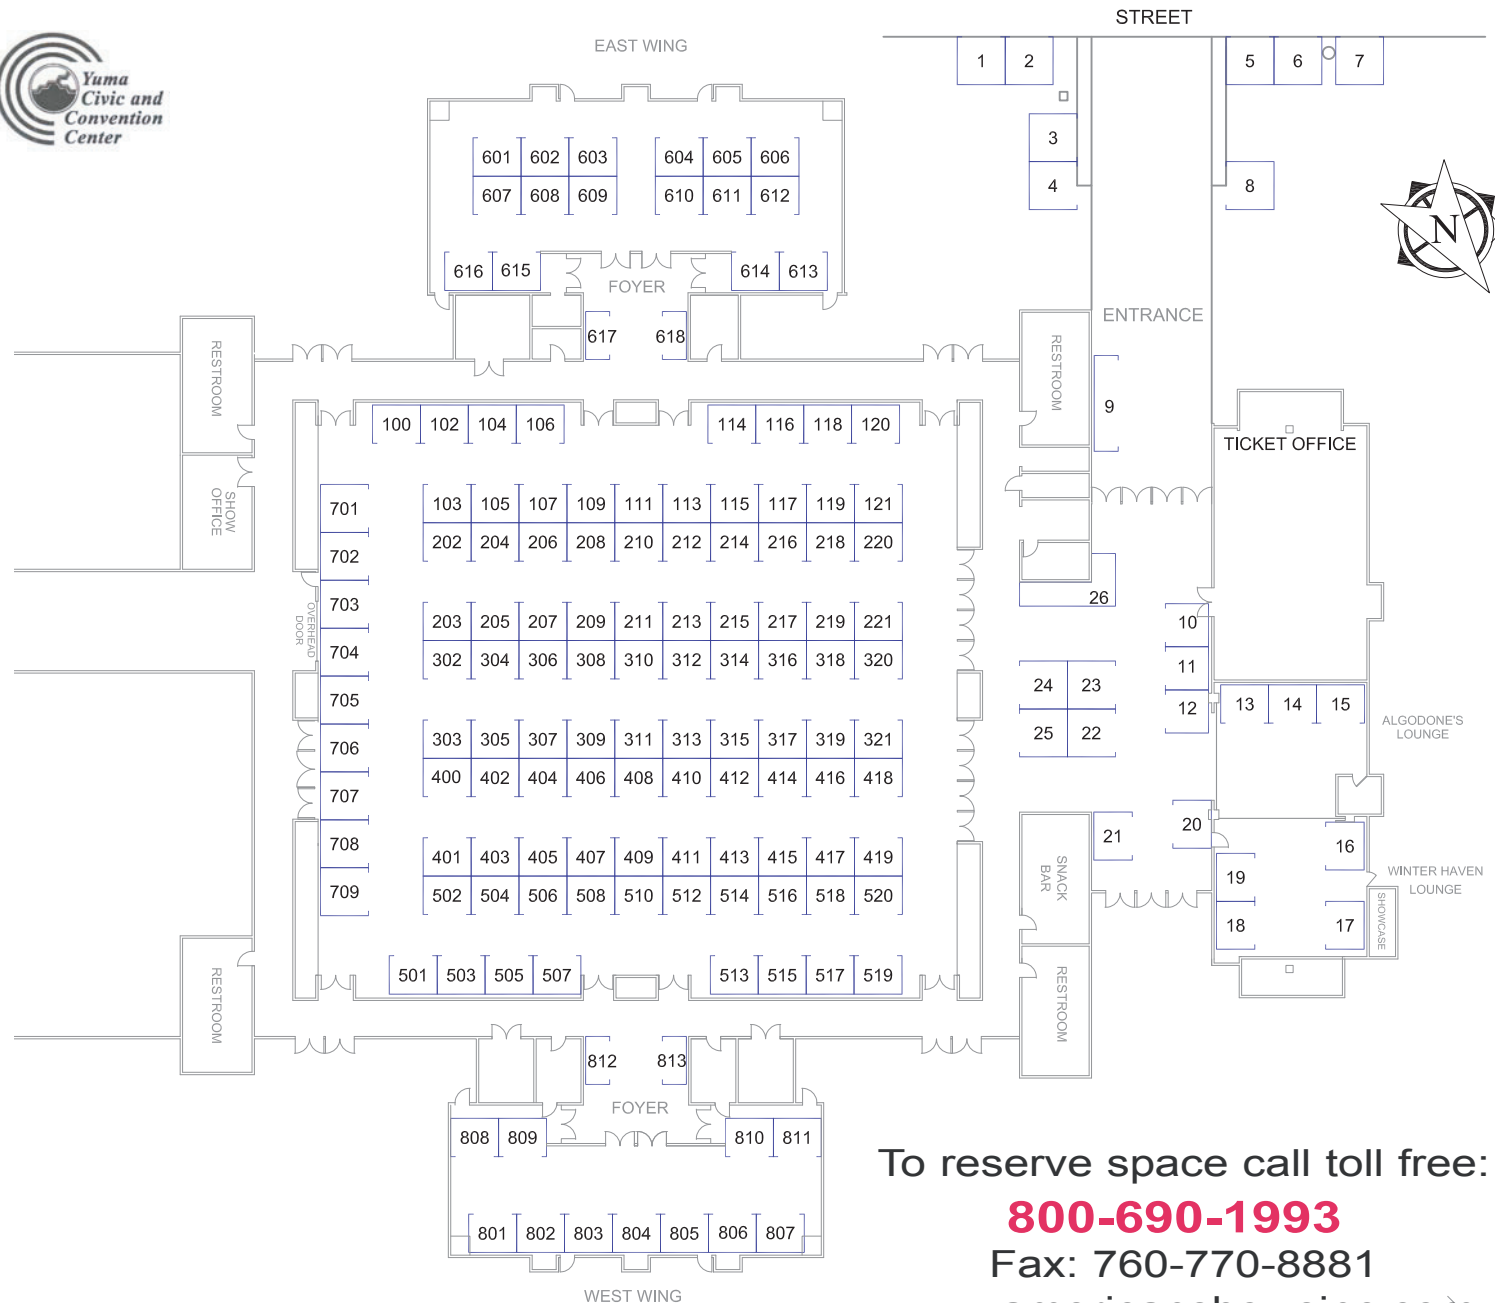 STREET
EAST WING
Yuma
Civic and
Convention
Center
1 2 5 6 7
3
4 8
N
601 602 603 604 605 606
607 608 609 610 611 612
616 615 614 613
FOYER
617 618
ENTRANCE
RESTROOM
RESTROOM
9
TICKET OFFICE
100 102 104 106 114 116 118 120
SHOW
OFFICE
701
702
703
704
705
706
707
708
709
OVERHEAD
DOOR
103 105 107 109 111 113 115 117 119 121
202 204 206 208 210 212 214 216 218 220
203 205 207 209 211 213 215 217 219 221
302 304 306 308 310 312 314 316 318 320
303 305 307 309 311 313 315 317 319 321
400 402 404 406 408 410 412 414 416 418
401 403 405 407 409 411 413 415 417 419
502 504 506 508 510 512 514 516 518 520
501 503 505 507 513 515 517 519
26
10
11
12
24 23
25 22
13 14 15
ALGODONE'S
LOUNGE
21 20
16
19
18 17
WINTER HAVEN
LOUNGE
SHOWCASE
SNACK
BAR
RESTROOM
RESTROOM
812 813
FOYER
808 809 810 811
801 802 803 804 805 806 807
WEST WING
To reserve space call toll free:
800-690-1993
Fax: 760-770-8881